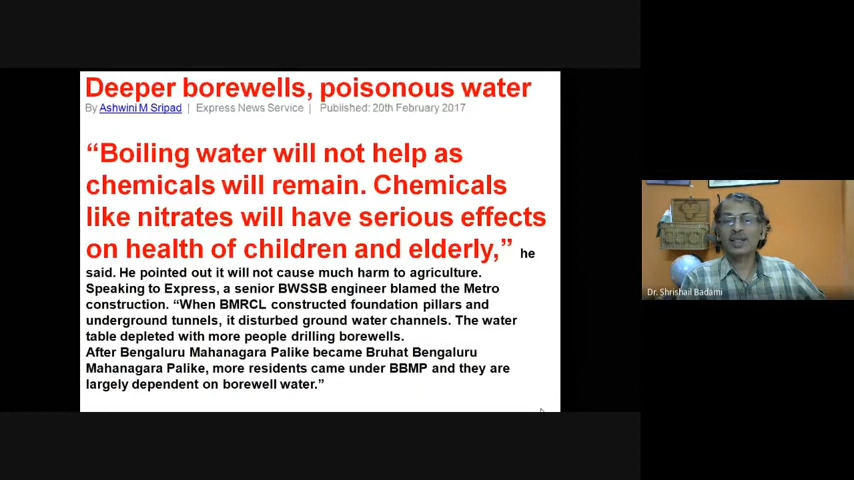 Deeper borewells, poisonous water
By Ashwini M Sripad | Express News Service | Published: 20th February 2017
“Boiling water will not help as
chemicals will remain. Chemicals
like nitrates will have serious effects
on health of children and elderly,” he
said. He pointed out it will not cause much harm to agriculture.
Speaking to Express, a senior BWSSB engineer blamed the Metro
construction. “When BMRCL constructed foundation pillars and
underground tunnels, it disturbed ground water channels. The water
table depleted with more people drilling borewells.
After Bengaluru Mahanagara Palike became Bruhat Bengaluru
Mahanagara Palike, more residents came under BBMP and they are
largely dependent on borewell water.”
Dr. Shrishail Badami